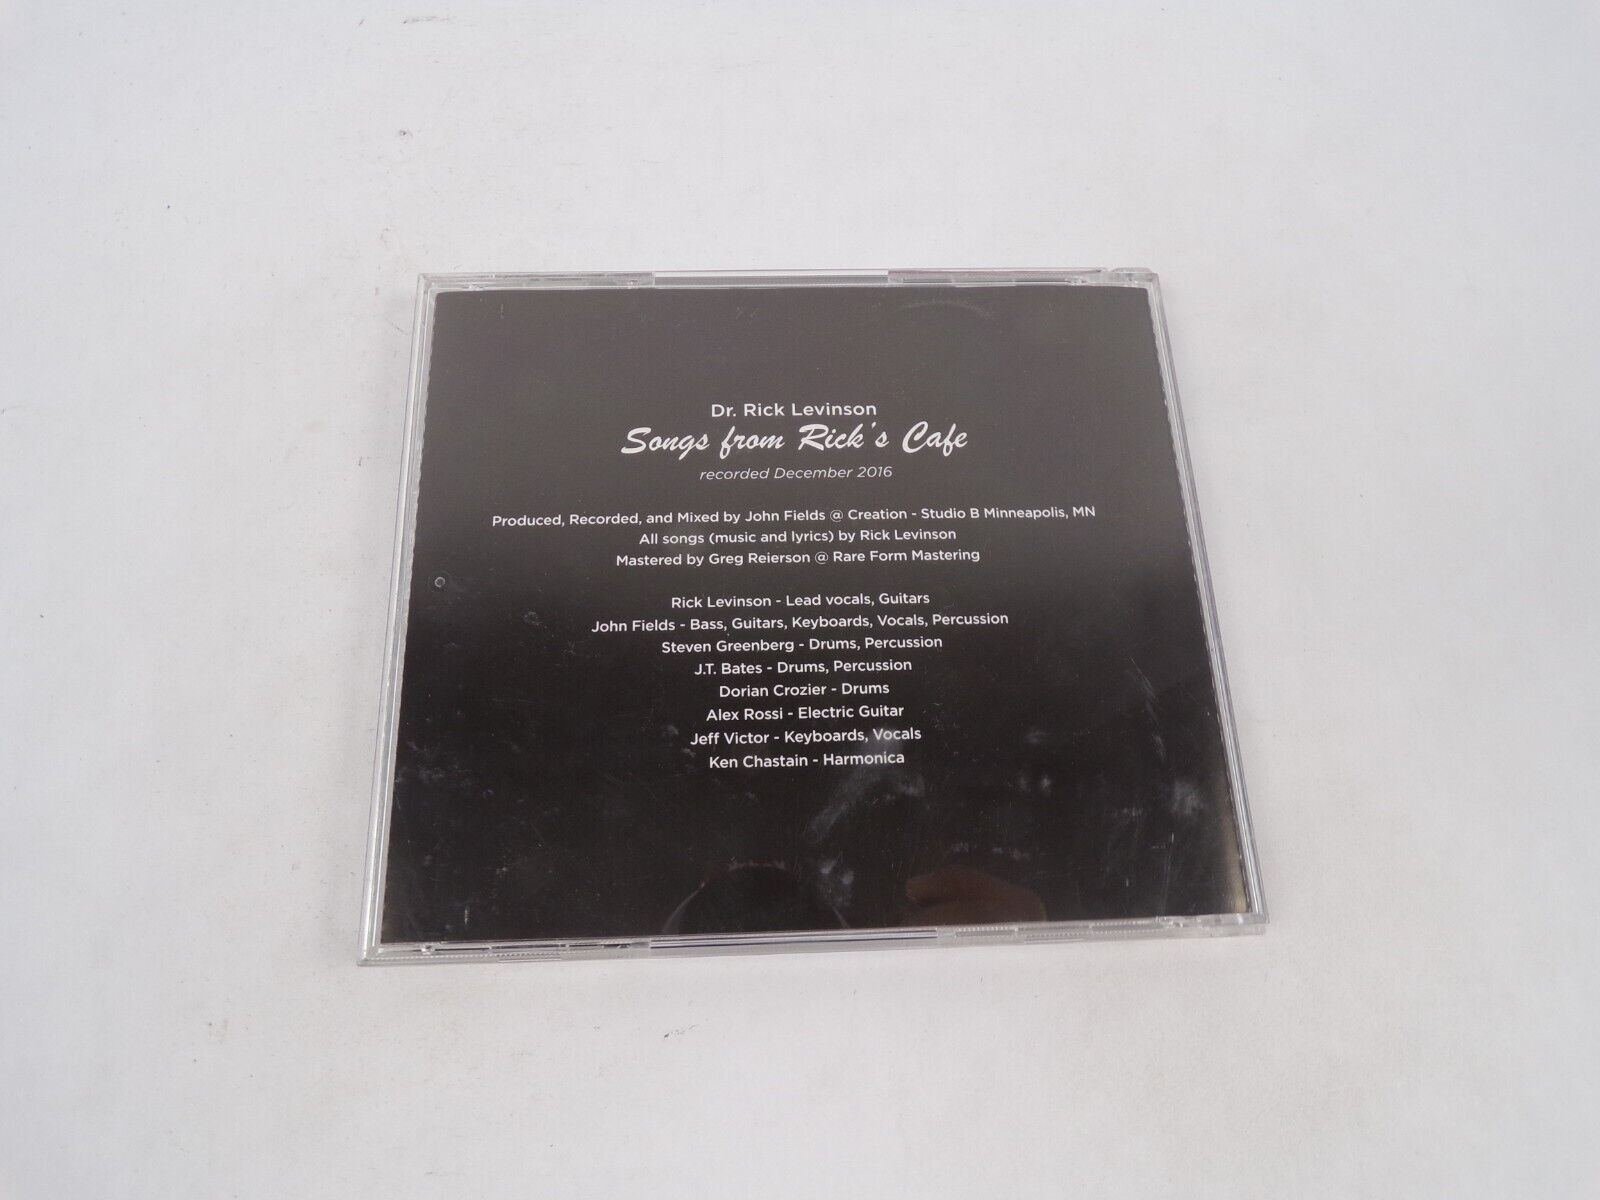 Dr. Rick Levinson
Songs from Rick's Cafe
recorded December 2016
Produced, Recorded, and Mixed by John Fields @ Creation - Studio B Minneapolis, MN
All songs (music and lyrics) by Rick Levinson
Mastered by Greg Reierson @ Rare Form Mastering
Rick Levinson - Lead vocals, Guitars
John Fields - Bass, Guitars, Keyboards, Vocals, Percussion
Steven Greenberg - Drums, Percussion
J.T. Bates - Drums, Percussion
Dorian Crozier - Drums
Alex Rossi - Electric Guitar
Jeff Victor - Keyboards, Vocals
Ken Chastain - Harmonica